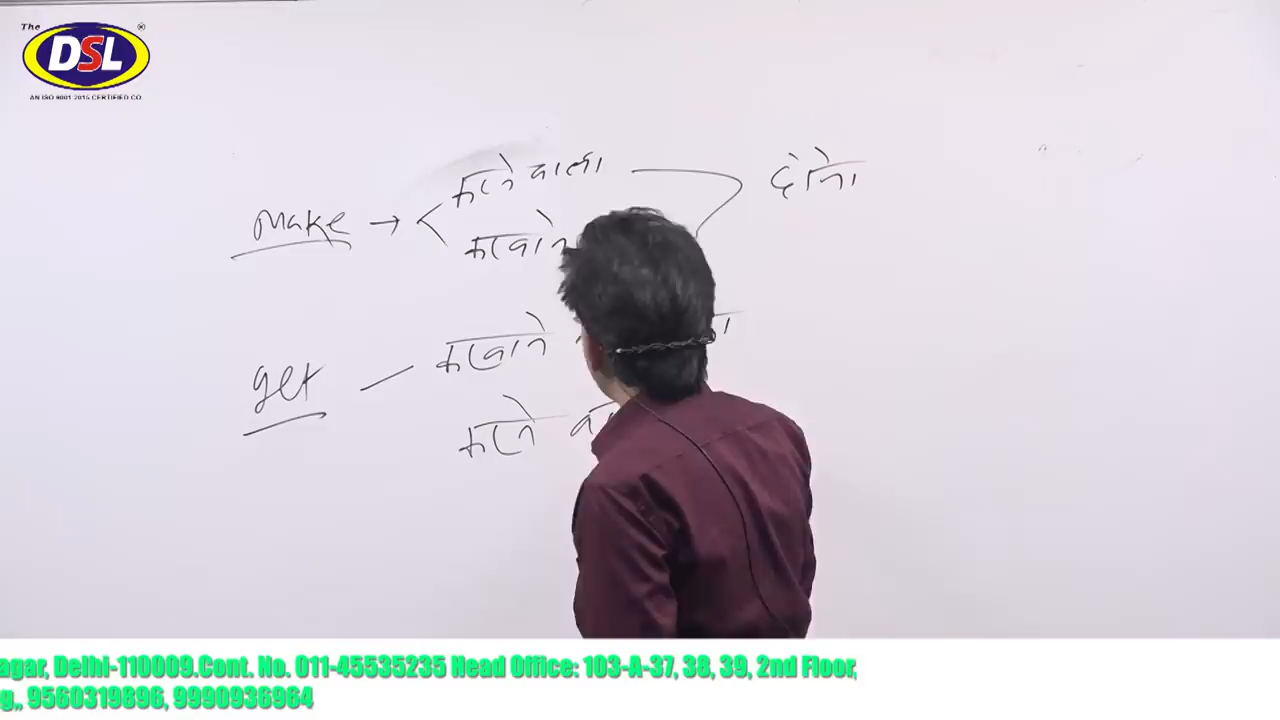 The
DSL
AN ISO 9001 2015 CERTIFIED CO.
करने वाला
दोनो
make →
करवाने
करवाने
get
करने
agar, Delhi-110009.Cont. No. 011-45535235 Head Office: 103-A-37, 38, 39, 2nd Floor,
g., 9560319896, 9990936964